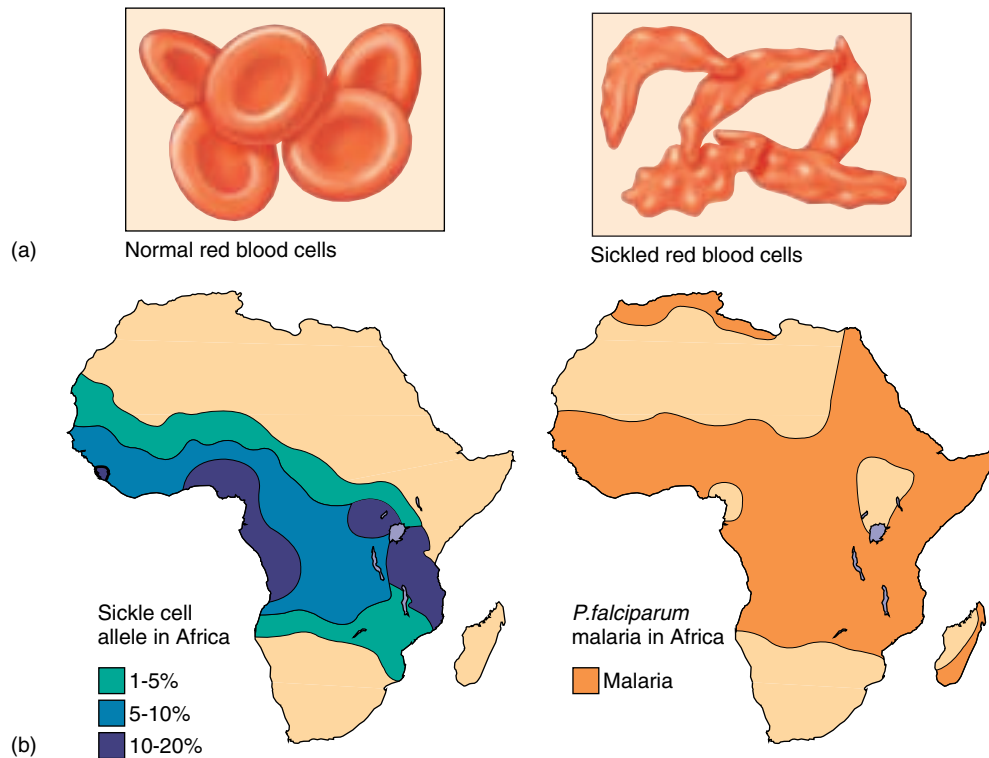 (a)
Normal red blood cells
Sickled red blood cells
Sickle cell
allele in Africa
1-5%
5-10%
10-20%
P.falciparum
malaria in Africa
Malaria
(b)